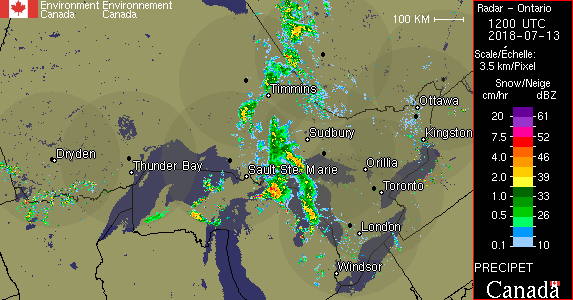 Environment Environnement
Canada Canada
100 KM
Timmins
Ottawa
Sudbury
Kingston
Dryden
Thunder Bay
Sault-Ste-Marie
Orillia
Toronto
London
Windsor
Radar - Ontario
1200 UTC
2018-07-13
Scale/Échelle:
3.5 km/Pixel
Snow/Neige
cm/hr dBZ
20 61
7.5 57
5.0 52
4.0 46
2.0 39
1.0 33
0.5 26
0.1 10
PRECIPET
Canada